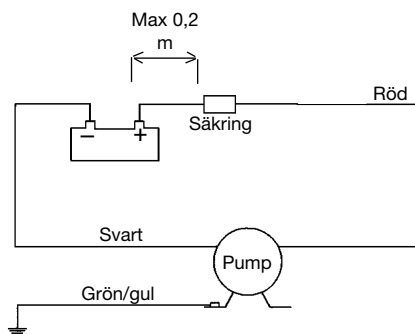 Max 0,2
m
− +
Röd
Säkring
Svart
Pump
Grön/gul